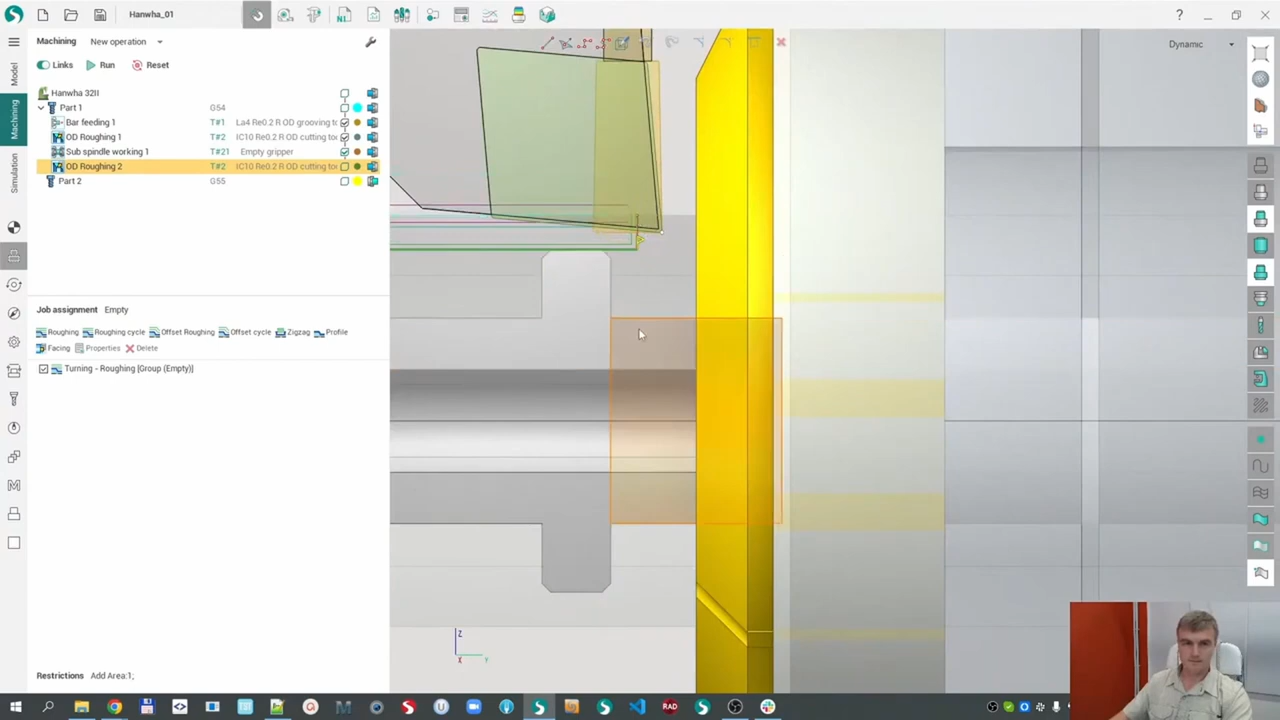 Hanwha_01
?
Machining New operation
Links Run Reset
Hanwha 32II
Part 1 G54
Bar feeding 1 T#1 La4 Re0.2 R OD grooving to
OD Roughing 1 T#2 IC10 Re0.2 R OD cutting to
Sub spindle working 1 T#21 Empty gripper
OD Roughing 2 T#2 IC10 Re0.2 R OD cutting to
Part 2 G55
Model
Machining
Simulation
Dynamic
Job assignment Empty
Roughing Roughing cycle Offset Roughing Offset cycle Zigzag Profile
Facing Properties Delete
Turning - Roughing [Group (Empty)]
Z
X Y
Restrictions Add Area:1;
RAD